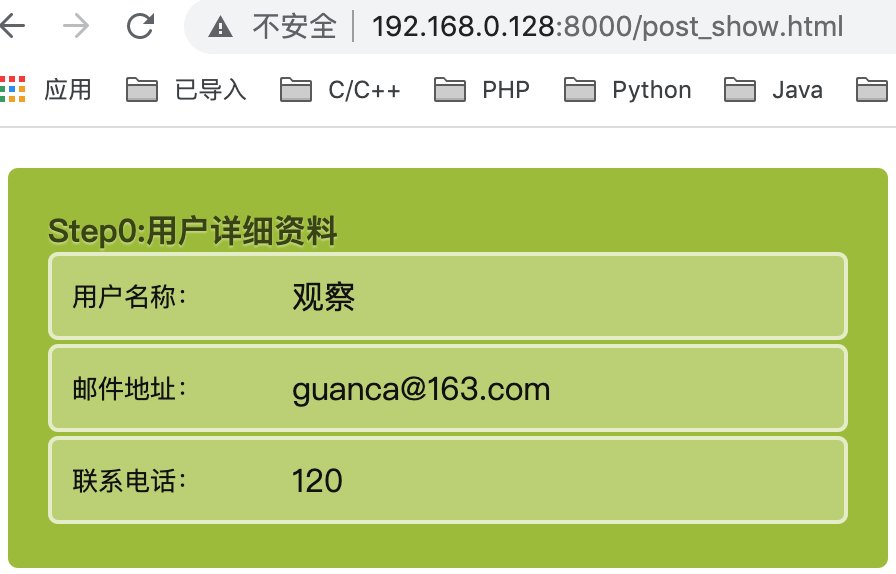 不安全 192.168.0.128:8000/post_show.html
应用 已导入 C/C++ PHP Python Java
Step0:用户详细资料
用户名称： 观察
邮件地址： guanca@163.com
联系电话： 120